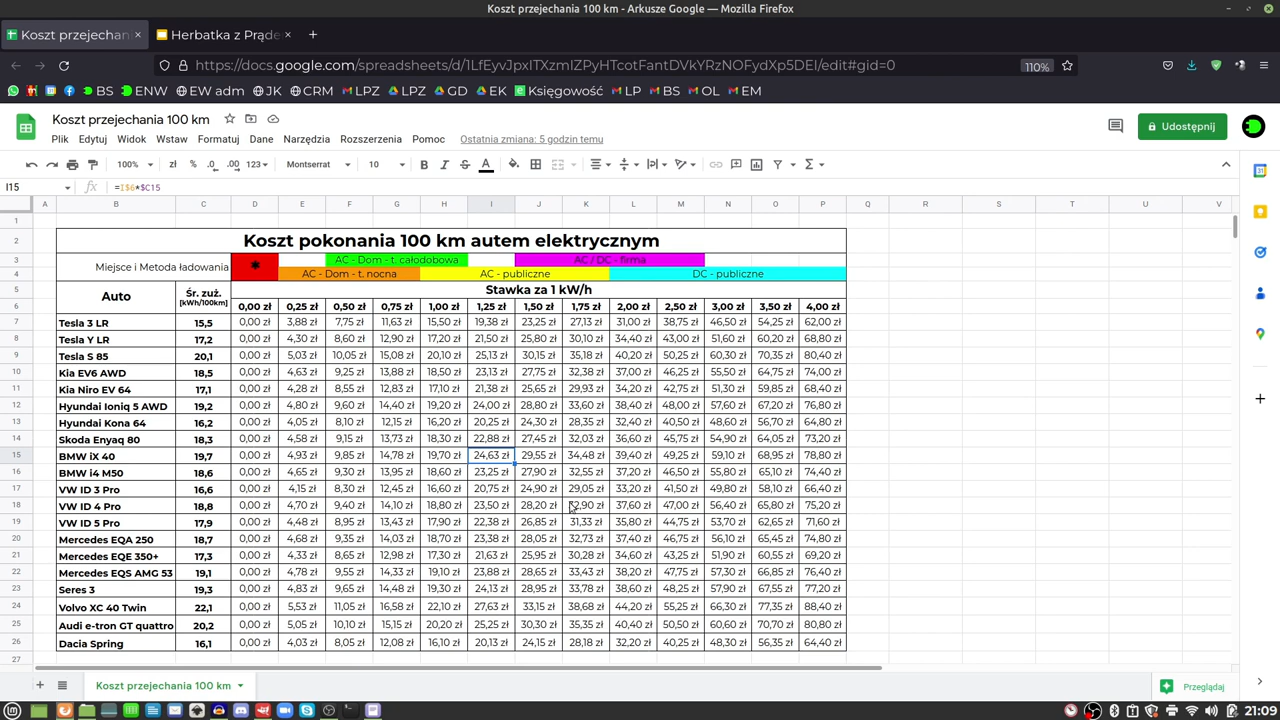 Koszt przejechania 100 km - Arkusze Google — Mozilla Firefox
Koszt przejechan × Herbatka z Prąde × +
https://docs.google.com/spreadsheets/d/1LfEyvJpxITXzmIZPyHTcotFantDVkYRzNOFydXp5DEI/edit#gid=0 110%
BS ENW EW adm JK CRM LPZ LPZ GD EK Księgowość LP BS OL EM
Koszt przejechania 100 km
Plik Edytuj Widok Wstaw Formatuj Dane Narzędzia Rozszerzenia Pomoc Ostatnia zmiana: 5 godzin temu Udostępnij
100% zł % .0 .00 123 Montserrat 10 B I S A
I15 fx =I$6*$C15
A B C D E F G H I J K L M N O P Q R S T U V
1
2 Koszt pokonania 100 km autem elektrycznym
3 Miejsce i Metoda ładowania * AC - Dom - t. całodobowa AC / DC - firma
4 AC - Dom - t. nocna AC - publiczne DC - publiczne
5 Auto Śr. zuż. [kWh/100km] Stawka za 1 kW/h
6 0,00 zł 0,25 zł 0,50 zł 0,75 zł 1,00 zł 1,25 zł 1,50 zł 1,75 zł 2,00 zł 2,50 zł 3,00 zł 3,50 zł 4,00 zł
7 Tesla 3 LR 15,5 0,00 zł 3,88 zł 7,75 zł 11,63 zł 15,50 zł 19,38 zł 23,25 zł 27,13 zł 31,00 zł 38,75 zł 46,50 zł 54,25 zł 62,00 zł
8 Tesla Y LR 17,2 0,00 zł 4,30 zł 8,60 zł 12,90 zł 17,20 zł 21,50 zł 25,80 zł 30,10 zł 34,40 zł 43,00 zł 51,60 zł 60,20 zł 68,80 zł
9 Tesla S 85 20,1 0,00 zł 5,03 zł 10,05 zł 15,08 zł 20,10 zł 25,13 zł 30,15 zł 35,18 zł 40,20 zł 50,25 zł 60,30 zł 70,35 zł 80,40 zł
10 Kia EV6 AWD 18,5 0,00 zł 4,63 zł 9,25 zł 13,88 zł 18,50 zł 23,13 zł 27,75 zł 32,38 zł 37,00 zł 46,25 zł 55,50 zł 64,75 zł 74,00 zł
11 Kia Niro EV 64 17,1 0,00 zł 4,28 zł 8,55 zł 12,83 zł 17,10 zł 21,38 zł 25,65 zł 29,93 zł 34,20 zł 42,75 zł 51,30 zł 59,85 zł 68,40 zł
12 Hyundai Ioniq 5 AWD 19,2 0,00 zł 4,80 zł 9,60 zł 14,40 zł 19,20 zł 24,00 zł 28,80 zł 33,60 zł 38,40 zł 48,00 zł 57,60 zł 67,20 zł 76,80 zł
13 Hyundai Kona 64 16,2 0,00 zł 4,05 zł 8,10 zł 12,15 zł 16,20 zł 20,25 zł 24,30 zł 28,35 zł 32,40 zł 40,50 zł 48,60 zł 56,70 zł 64,80 zł
14 Skoda Enyaq 80 18,3 0,00 zł 4,58 zł 9,15 zł 13,73 zł 18,30 zł 22,88 zł 27,45 zł 32,03 zł 36,60 zł 45,75 zł 54,90 zł 64,05 zł 73,20 zł
15 BMW iX 40 19,7 0,00 zł 4,93 zł 9,85 zł 14,78 zł 19,70 zł 24,63 zł 29,55 zł 34,48 zł 39,40 zł 49,25 zł 59,10 zł 68,95 zł 78,80 zł
16 BMW i4 M50 18,6 0,00 zł 4,65 zł 9,30 zł 13,95 zł 18,60 zł 23,25 zł 27,90 zł 32,55 zł 37,20 zł 46,50 zł 55,80 zł 65,10 zł 74,40 zł
17 VW ID 3 Pro 16,6 0,00 zł 4,15 zł 8,30 zł 12,45 zł 16,60 zł 20,75 zł 24,90 zł 29,05 zł 33,20 zł 41,50 zł 49,80 zł 58,10 zł 66,40 zł
18 VW ID 4 Pro 18,8 0,00 zł 4,70 zł 9,40 zł 14,10 zł 18,80 zł 23,50 zł 28,20 zł 32,90 zł 37,60 zł 47,00 zł 56,40 zł 65,80 zł 75,20 zł
19 VW ID 5 Pro 17,9 0,00 zł 4,48 zł 8,95 zł 13,43 zł 17,90 zł 22,38 zł 26,85 zł 31,33 zł 35,80 zł 44,75 zł 53,70 zł 62,65 zł 71,60 zł
20 Mercedes EQA 250 18,7 0,00 zł 4,68 zł 9,35 zł 14,03 zł 18,70 zł 23,38 zł 28,05 zł 32,73 zł 37,40 zł 46,75 zł 56,10 zł 65,45 zł 74,80 zł
21 Mercedes EQE 350+ 17,3 0,00 zł 4,33 zł 8,65 zł 12,98 zł 17,30 zł 21,63 zł 25,95 zł 30,28 zł 34,60 zł 43,25 zł 51,90 zł 60,55 zł 69,20 zł
22 Mercedes EQS AMG 53 19,1 0,00 zł 4,78 zł 9,55 zł 14,33 zł 19,10 zł 23,88 zł 28,65 zł 33,43 zł 38,20 zł 47,75 zł 57,30 zł 66,85 zł 76,40 zł
23 Seres 3 19,3 0,00 zł 4,83 zł 9,65 zł 14,48 zł 19,30 zł 24,13 zł 28,95 zł 33,78 zł 38,60 zł 48,25 zł 57,90 zł 67,55 zł 77,20 zł
24 Volvo XC 40 Twin 22,1 0,00 zł 5,53 zł 11,05 zł 16,58 zł 22,10 zł 27,63 zł 33,15 zł 38,68 zł 44,20 zł 55,25 zł 66,30 zł 77,35 zł 88,40 zł
25 Audi e-tron GT quattro 20,2 0,00 zł 5,05 zł 10,10 zł 15,15 zł 20,20 zł 25,25 zł 30,30 zł 35,35 zł 40,40 zł 50,50 zł 60,60 zł 70,70 zł 80,80 zł
26 Dacia Spring 16,1 0,00 zł 4,03 zł 8,05 zł 12,08 zł 16,10 zł 20,13 zł 24,15 zł 28,18 zł 32,20 zł 40,25 zł 48,30 zł 56,35 zł 64,40 zł
27
+ Koszt przejechania 100 km Przeglądaj
21:09